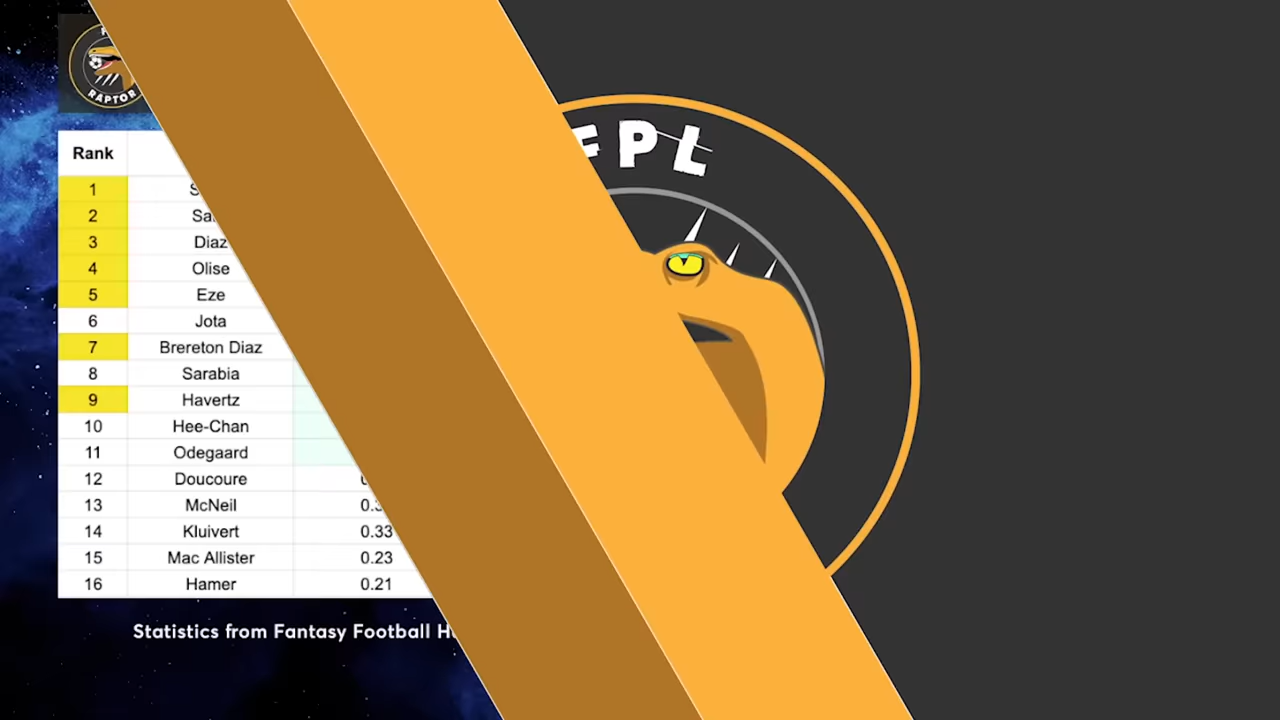 RAPTOR
FPL
Rank
1
2
3 Diaz
4 Olise
5 Eze
6 Jota
7 Brereton Diaz
8 Sarabia
9 Havertz
10 Hee-Chan
11 Odegaard
12 Doucoure
13 McNeil
14 Kluivert 0.33
15 Mac Allister 0.23
16 Hamer 0.21
Statistics from Fantasy Football